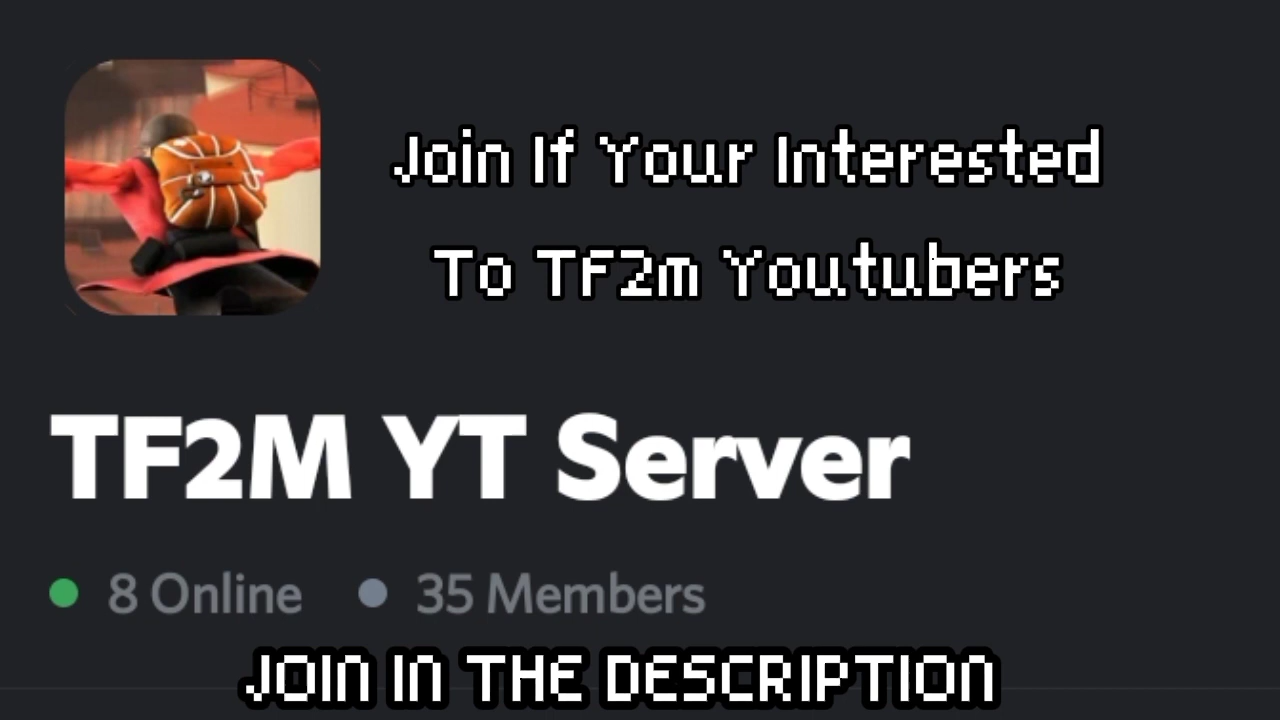 Join If Your Interested
To TF2m Youtubers
TF2M YT Server
8 Online 35 Members
JOIN IN THE DESCRIPTION